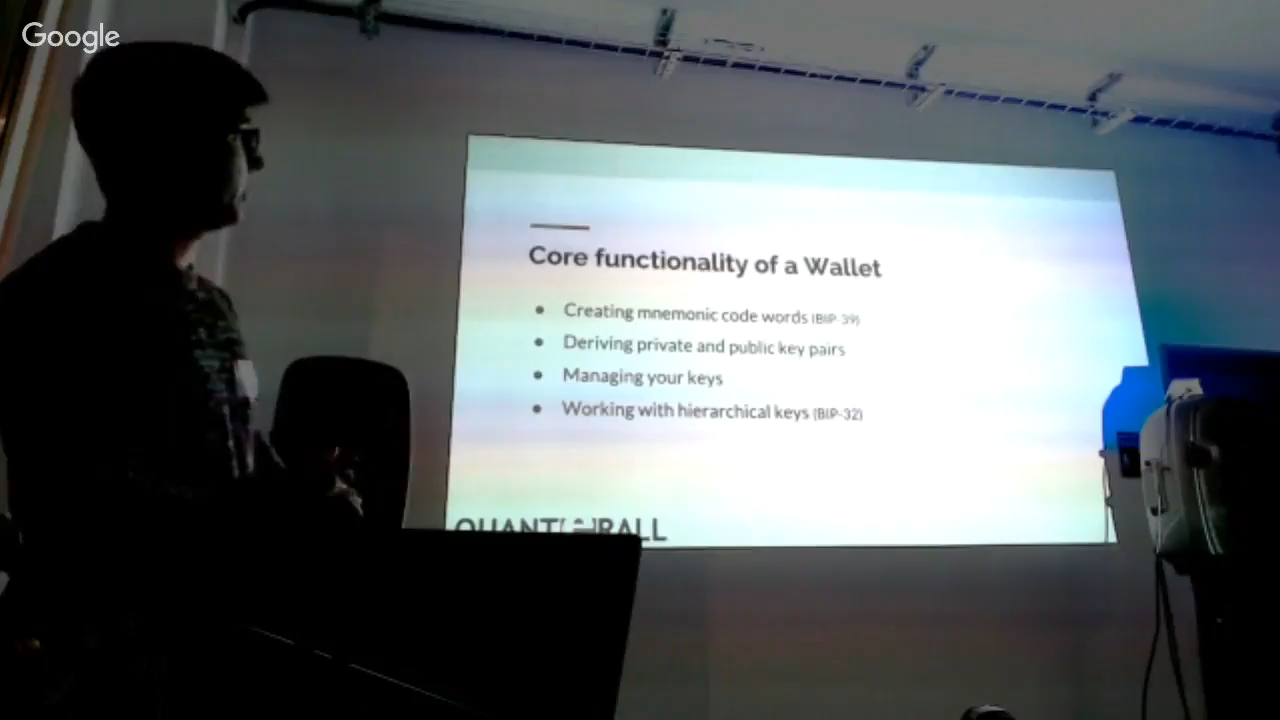 Google
Core functionality of a Wallet
Creating mnemonic code words (BIP-39)
Deriving private and public key pairs
Managing your keys
Working with hierarchical keys (BIP-32)